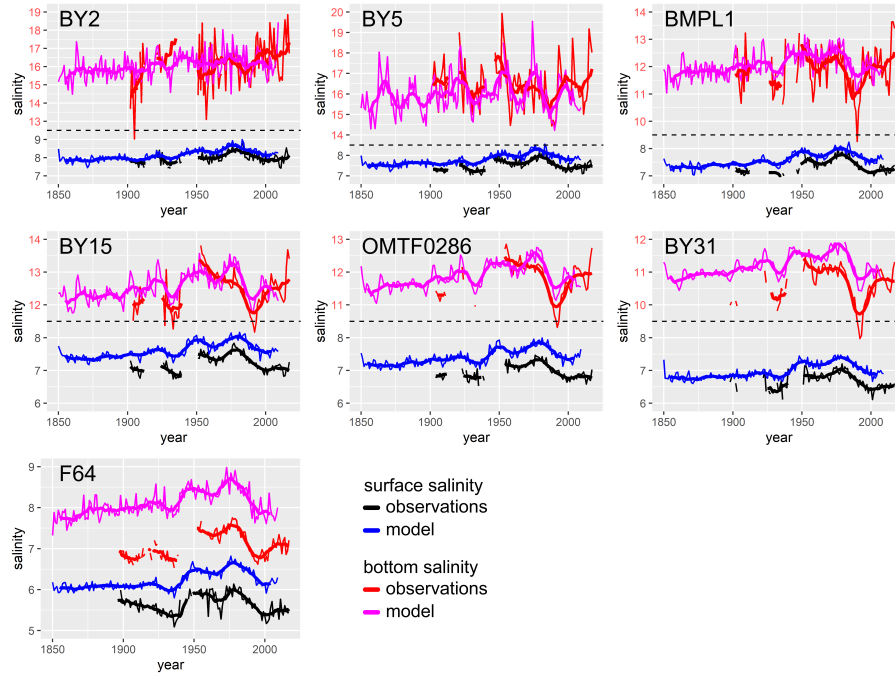 BY2
19
18
17
16
15
14
13
9
8
7
salinity
1850 1900 1950 2000
year
BY5
20
19
18
17
16
15
14
8
7
salinity
1850 1900 1950 2000
year
BMPL1
14
13
12
11
10
8
7
salinity
1850 1900 1950 2000
year
BY15
14
13
12
8
7
6
salinity
1850 1900 1950 2000
year
OMTF0286
13
12
11
8
7
6
salinity
1850 1900 1950 2000
year
BY31
12
11
10
8
7
6
salinity
1850 1900 1950 2000
year
F64
9
8
7
6
5
salinity
1850 1900 1950 2000
year
surface salinity
observations
model
bottom salinity
observations
model